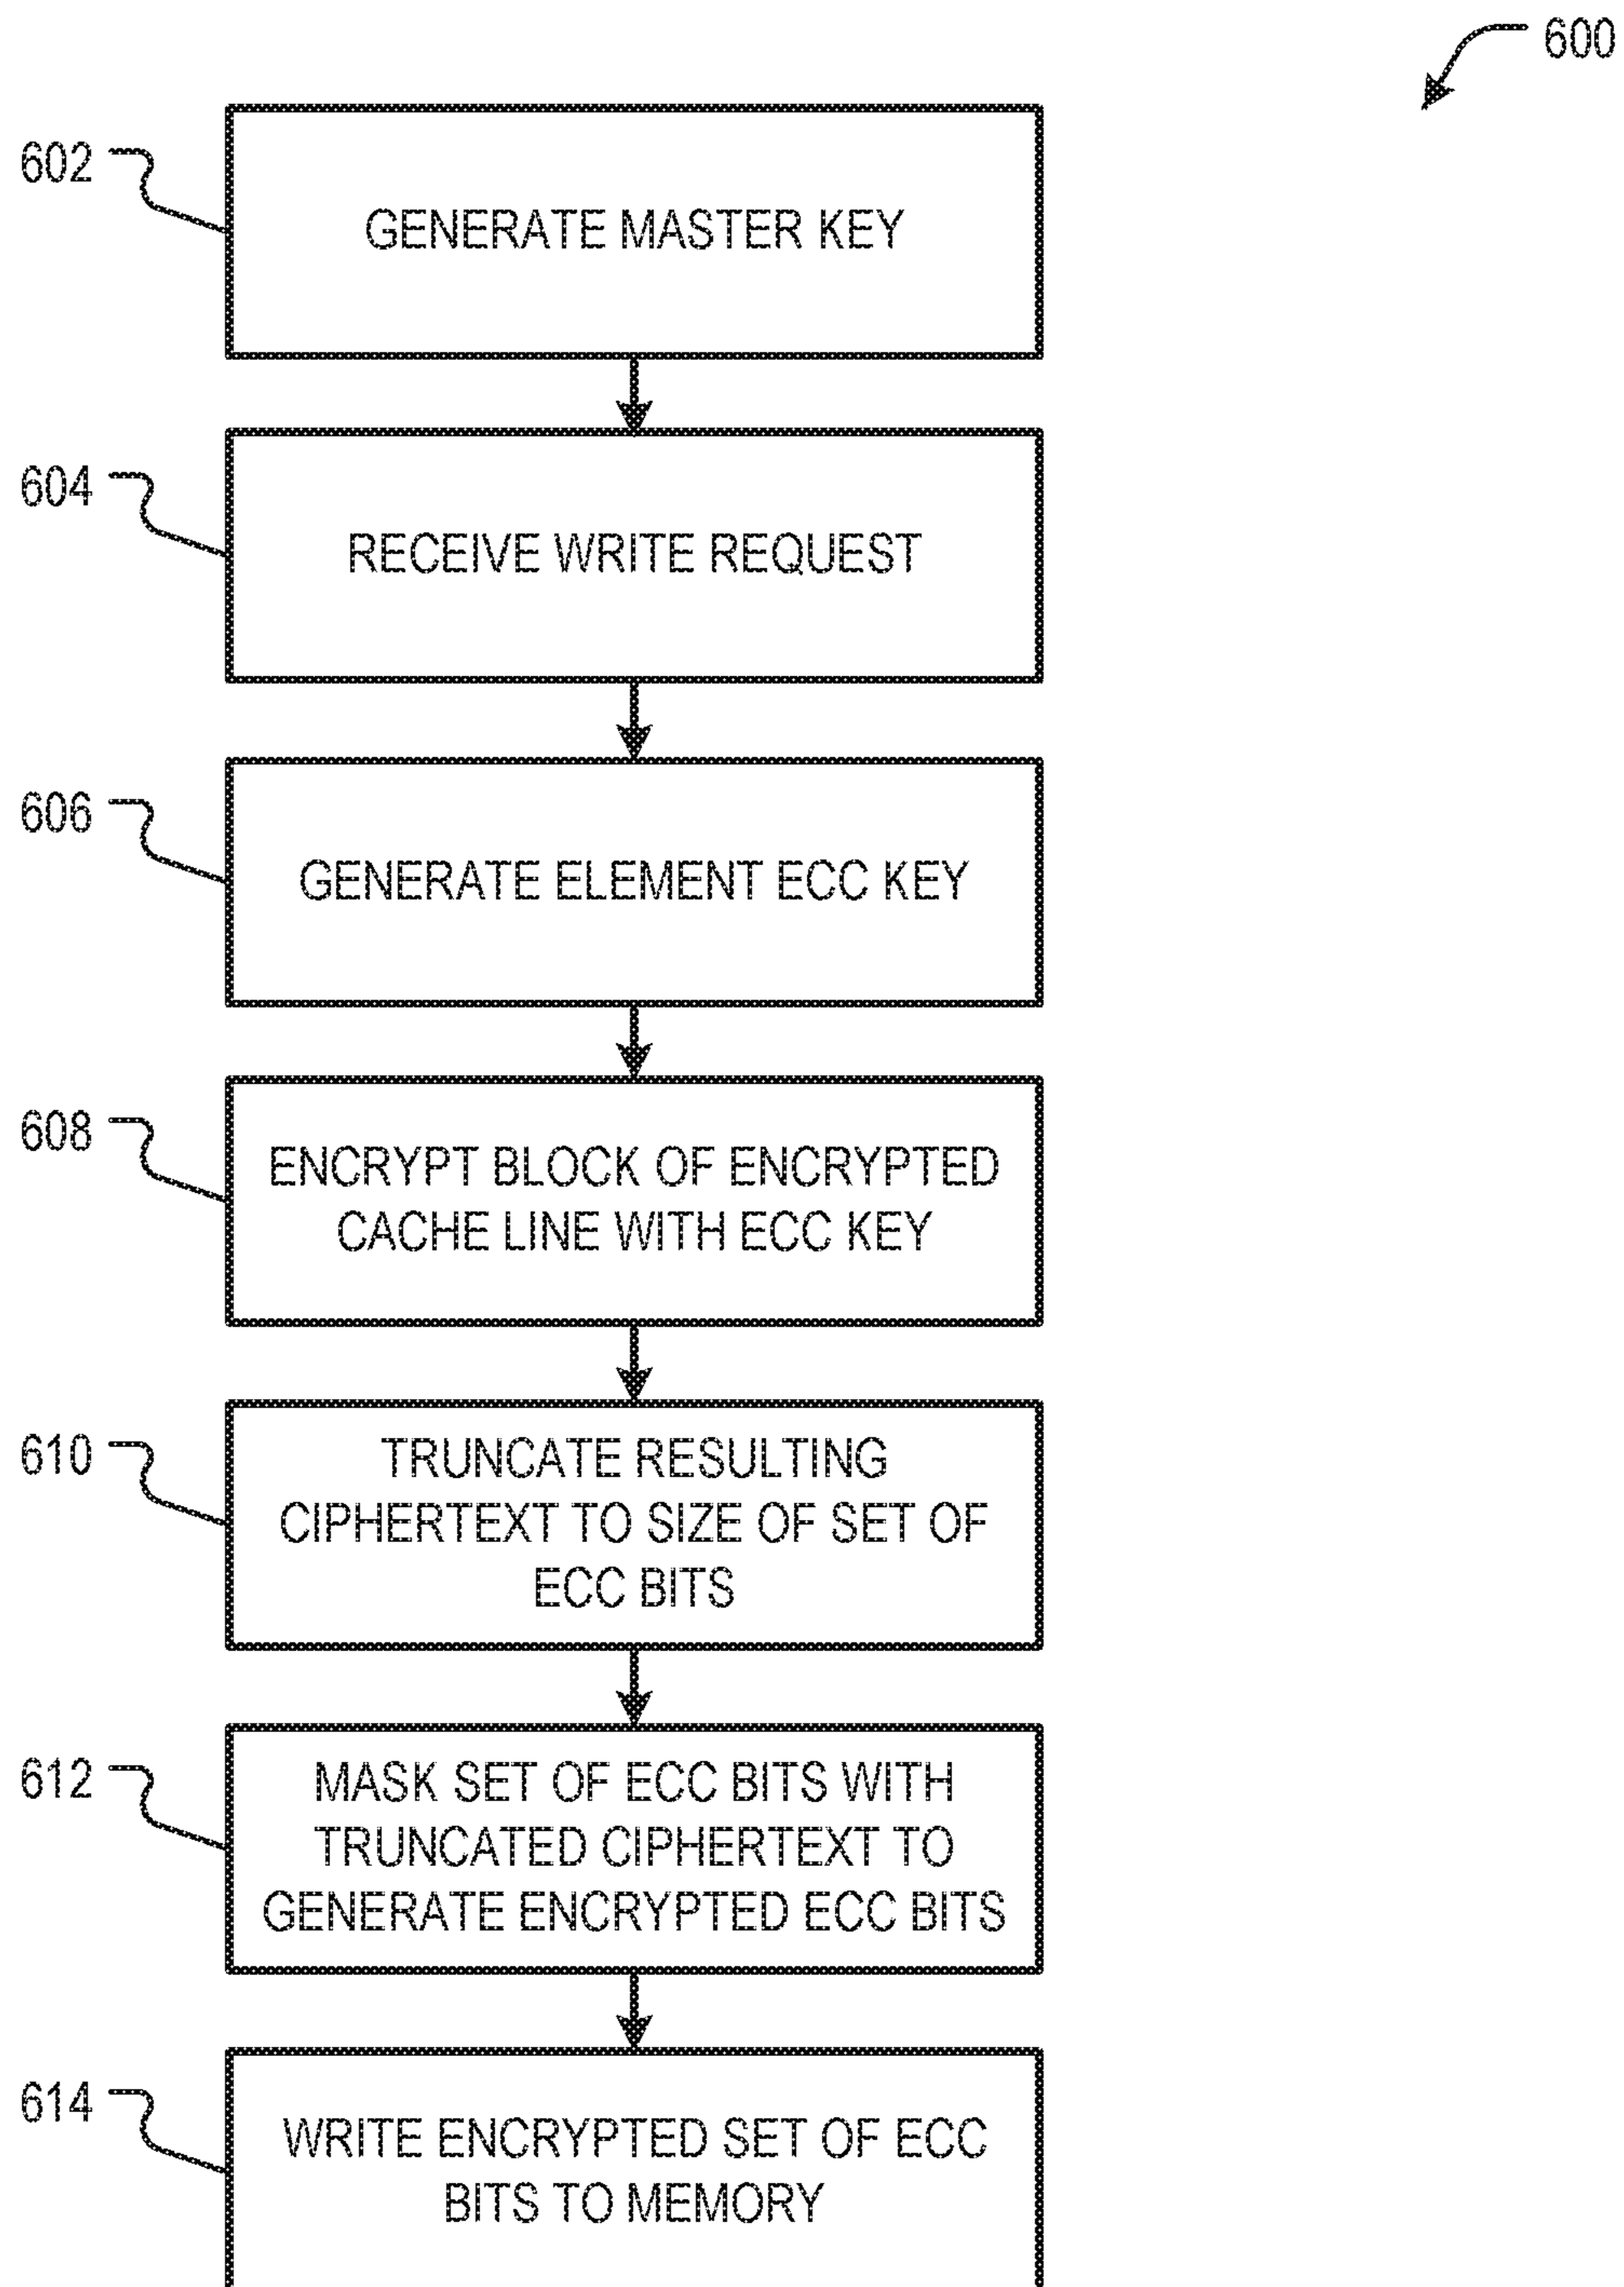 600
602
GENERATE MASTER KEY
604
RECEIVE WRITE REQUEST
606
GENERATE ELEMENT ECC KEY
608
ENCRYPT BLOCK OF ENCRYPTED
CACHE LINE WITH ECC KEY
610
TRUNCATE RESULTING
CIPHERTEXT TO SIZE OF SET OF
ECC BITS
612
MASK SET OF ECC BITS WITH
TRUNCATED CIPHERTEXT TO
GENERATE ENCRYPTED ECC BITS
614
WRITE ENCRYPTED SET OF ECC
BITS TO MEMORY